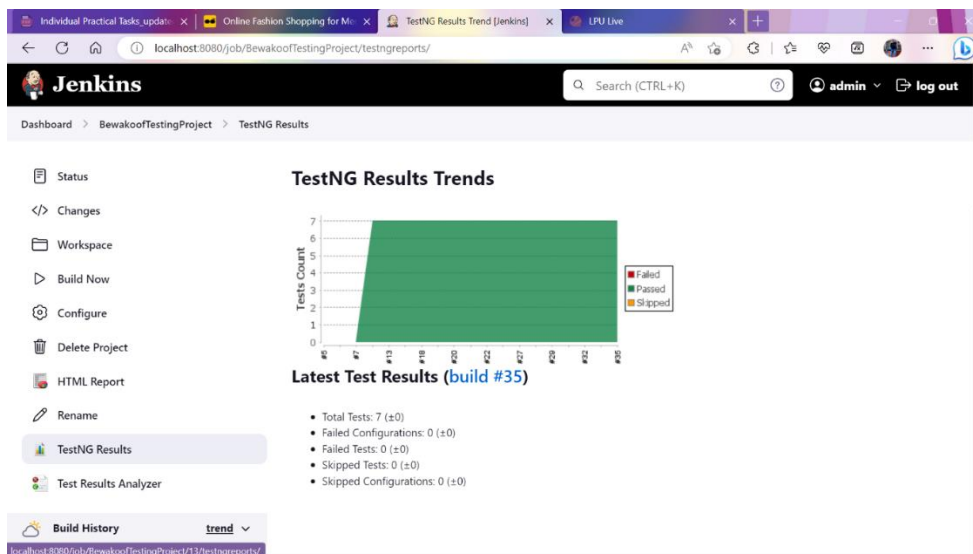 Individual Practical Tasks_update
Online Fashion Shopping for Me
TestNG Results Trend [Jenkins]
LPU Live
localhost:8080/job/BewakoofTestingProject/testngreports/
Jenkins
Search (CTRL+K)
admin
log out
Dashboard > BewakoofTestingProject > TestNG Results
Status
Changes
Workspace
Build Now
Configure
Delete Project
HTML Report
Rename
TestNG Results
Test Results Analyzer
Build History trend
localhost:8080/job/BewakoofTestingProject/13/testngreports/
TestNG Results Trends
Tests Count
7
6
5
4
3
2
1
0
#5 #7 #13 #18 #20 #22 #27 #29 #32 #35
Failed
Passed
Skipped
Latest Test Results (build #35)
• Total Tests: 7 (±0)
• Failed Configurations: 0 (±0)
• Failed Tests: 0 (±0)
• Skipped Tests: 0 (±0)
• Skipped Configurations: 0 (±0)